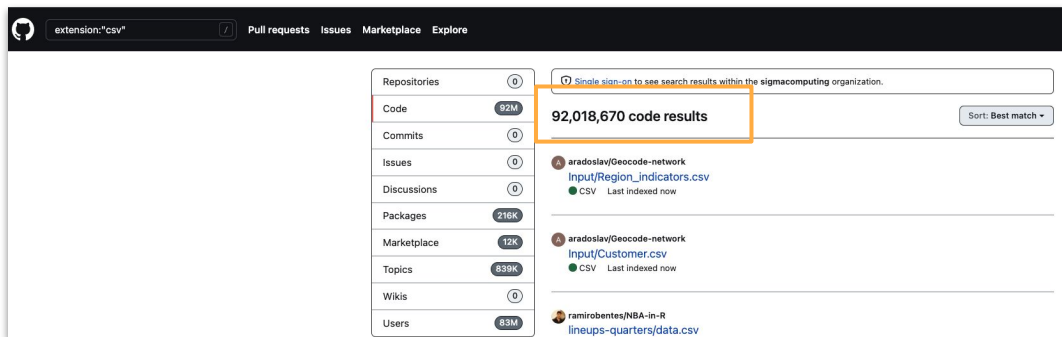 extension:"csv" / Pull requests Issues Marketplace Explore
Repositories 0
Code 92M
Commits 0
Issues 0
Discussions 0
Packages 216K
Marketplace 12K
Topics 839K
Wikis 0
Users 83M
Single sign-on to see search results within the sigmacomputing organization.
92,018,670 code results
Sort: Best match
A aradoslav/Geocode-network
Input/Region_indicators.csv
CSV Last indexed now
A aradoslav/Geocode-network
Input/Customer.csv
CSV Last indexed now
ramirobentes/NBA-in-R
lineups-quarters/data.csv